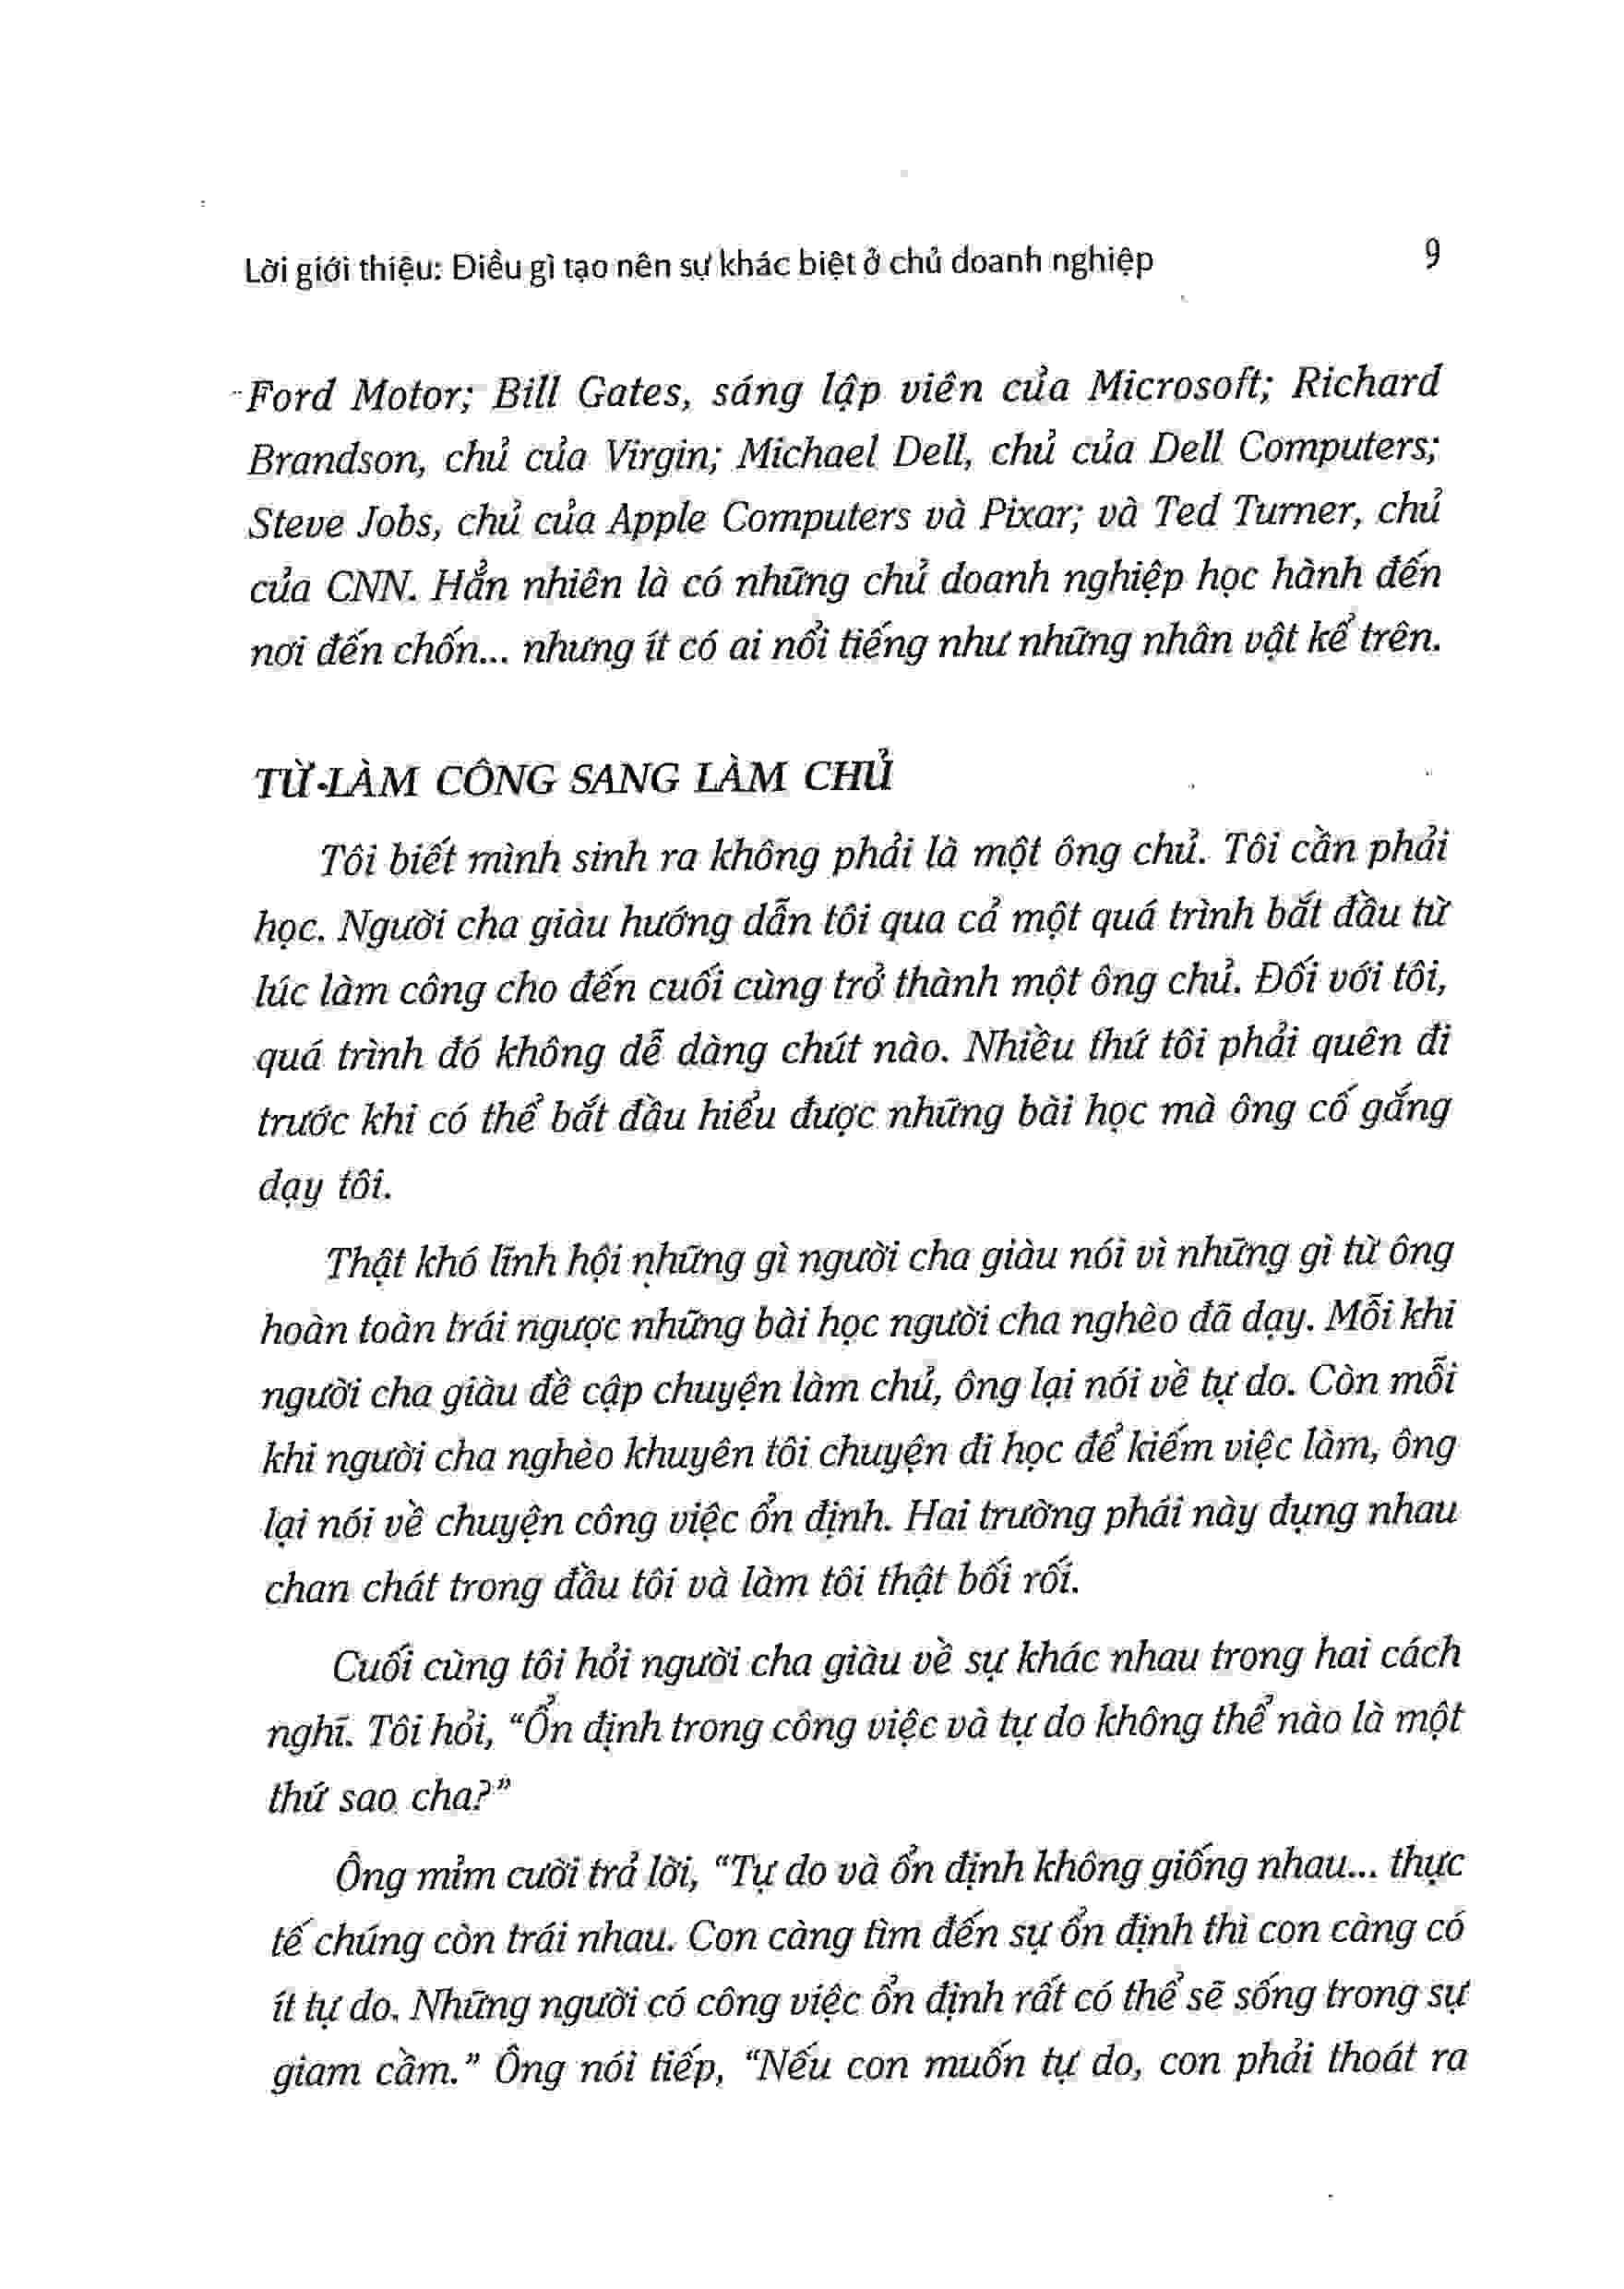 Lời giới thiệu: Điều gì tạo nên sự khác biệt ở chủ doanh nghiệp 9
Ford Motor; Bill Gates, sáng lập viên của Microsoft; Richard
Brandson, chủ của Virgin; Michael Dell, chủ của Dell Computers;
Steve Jobs, chủ của Apple Computers và Pixar; và Ted Turner, chủ
của CNN. Hẳn nhiên là có những chủ doanh nghiệp học hành đến
nơi đến chốn... nhưng ít có ai nổi tiếng như những nhân vật kể trên.
TỪ LÀM CÔNG SANG LÀM CHỦ
Tôi biết mình sinh ra không phải là một ông chủ. Tôi cần phải
học. Người cha giàu hướng dẫn tôi qua cả một quá trình bắt đầu từ
lúc làm công cho đến cuối cùng trở thành một ông chủ. Đối với tôi,
quá trình đó không dễ dàng chút nào. Nhiều thứ tôi phải quên đi
trước khi có thể bắt đầu hiểu được những bài học mà ông cố gắng
dạy tôi.
Thật khó lĩnh hội những gì người cha giàu nói vì những gì từ ông
hoàn toàn trái ngược những bài học người cha nghèo đã dạy. Mỗi khi
người cha giàu đề cập chuyện làm chủ, ông lại nói về tự do. Còn mỗi
khi người cha nghèo khuyên tôi chuyện đi học để kiếm việc làm, ông
lại nói về chuyện công việc ổn định. Hai trường phái này đụng nhau
chan chát trong đầu tôi và làm tôi thật bối rối.
Cuối cùng tôi hỏi người cha giàu về sự khác nhau trong hai cách
nghĩ. Tôi hỏi, “Ổn định trong công việc và tự do không thể nào là một
thứ sao cha?”
Ông mỉm cười trả lời, “Tự do và ổn định không giống nhau... thực
tế chúng còn trái nhau. Con càng tìm đến sự ổn định thì con càng có
ít tự do. Những người có công việc ổn định rất có thể sẽ sống trong sự
giam cầm.” Ông nói tiếp, “Nếu con muốn tự do, con phải thoát ra